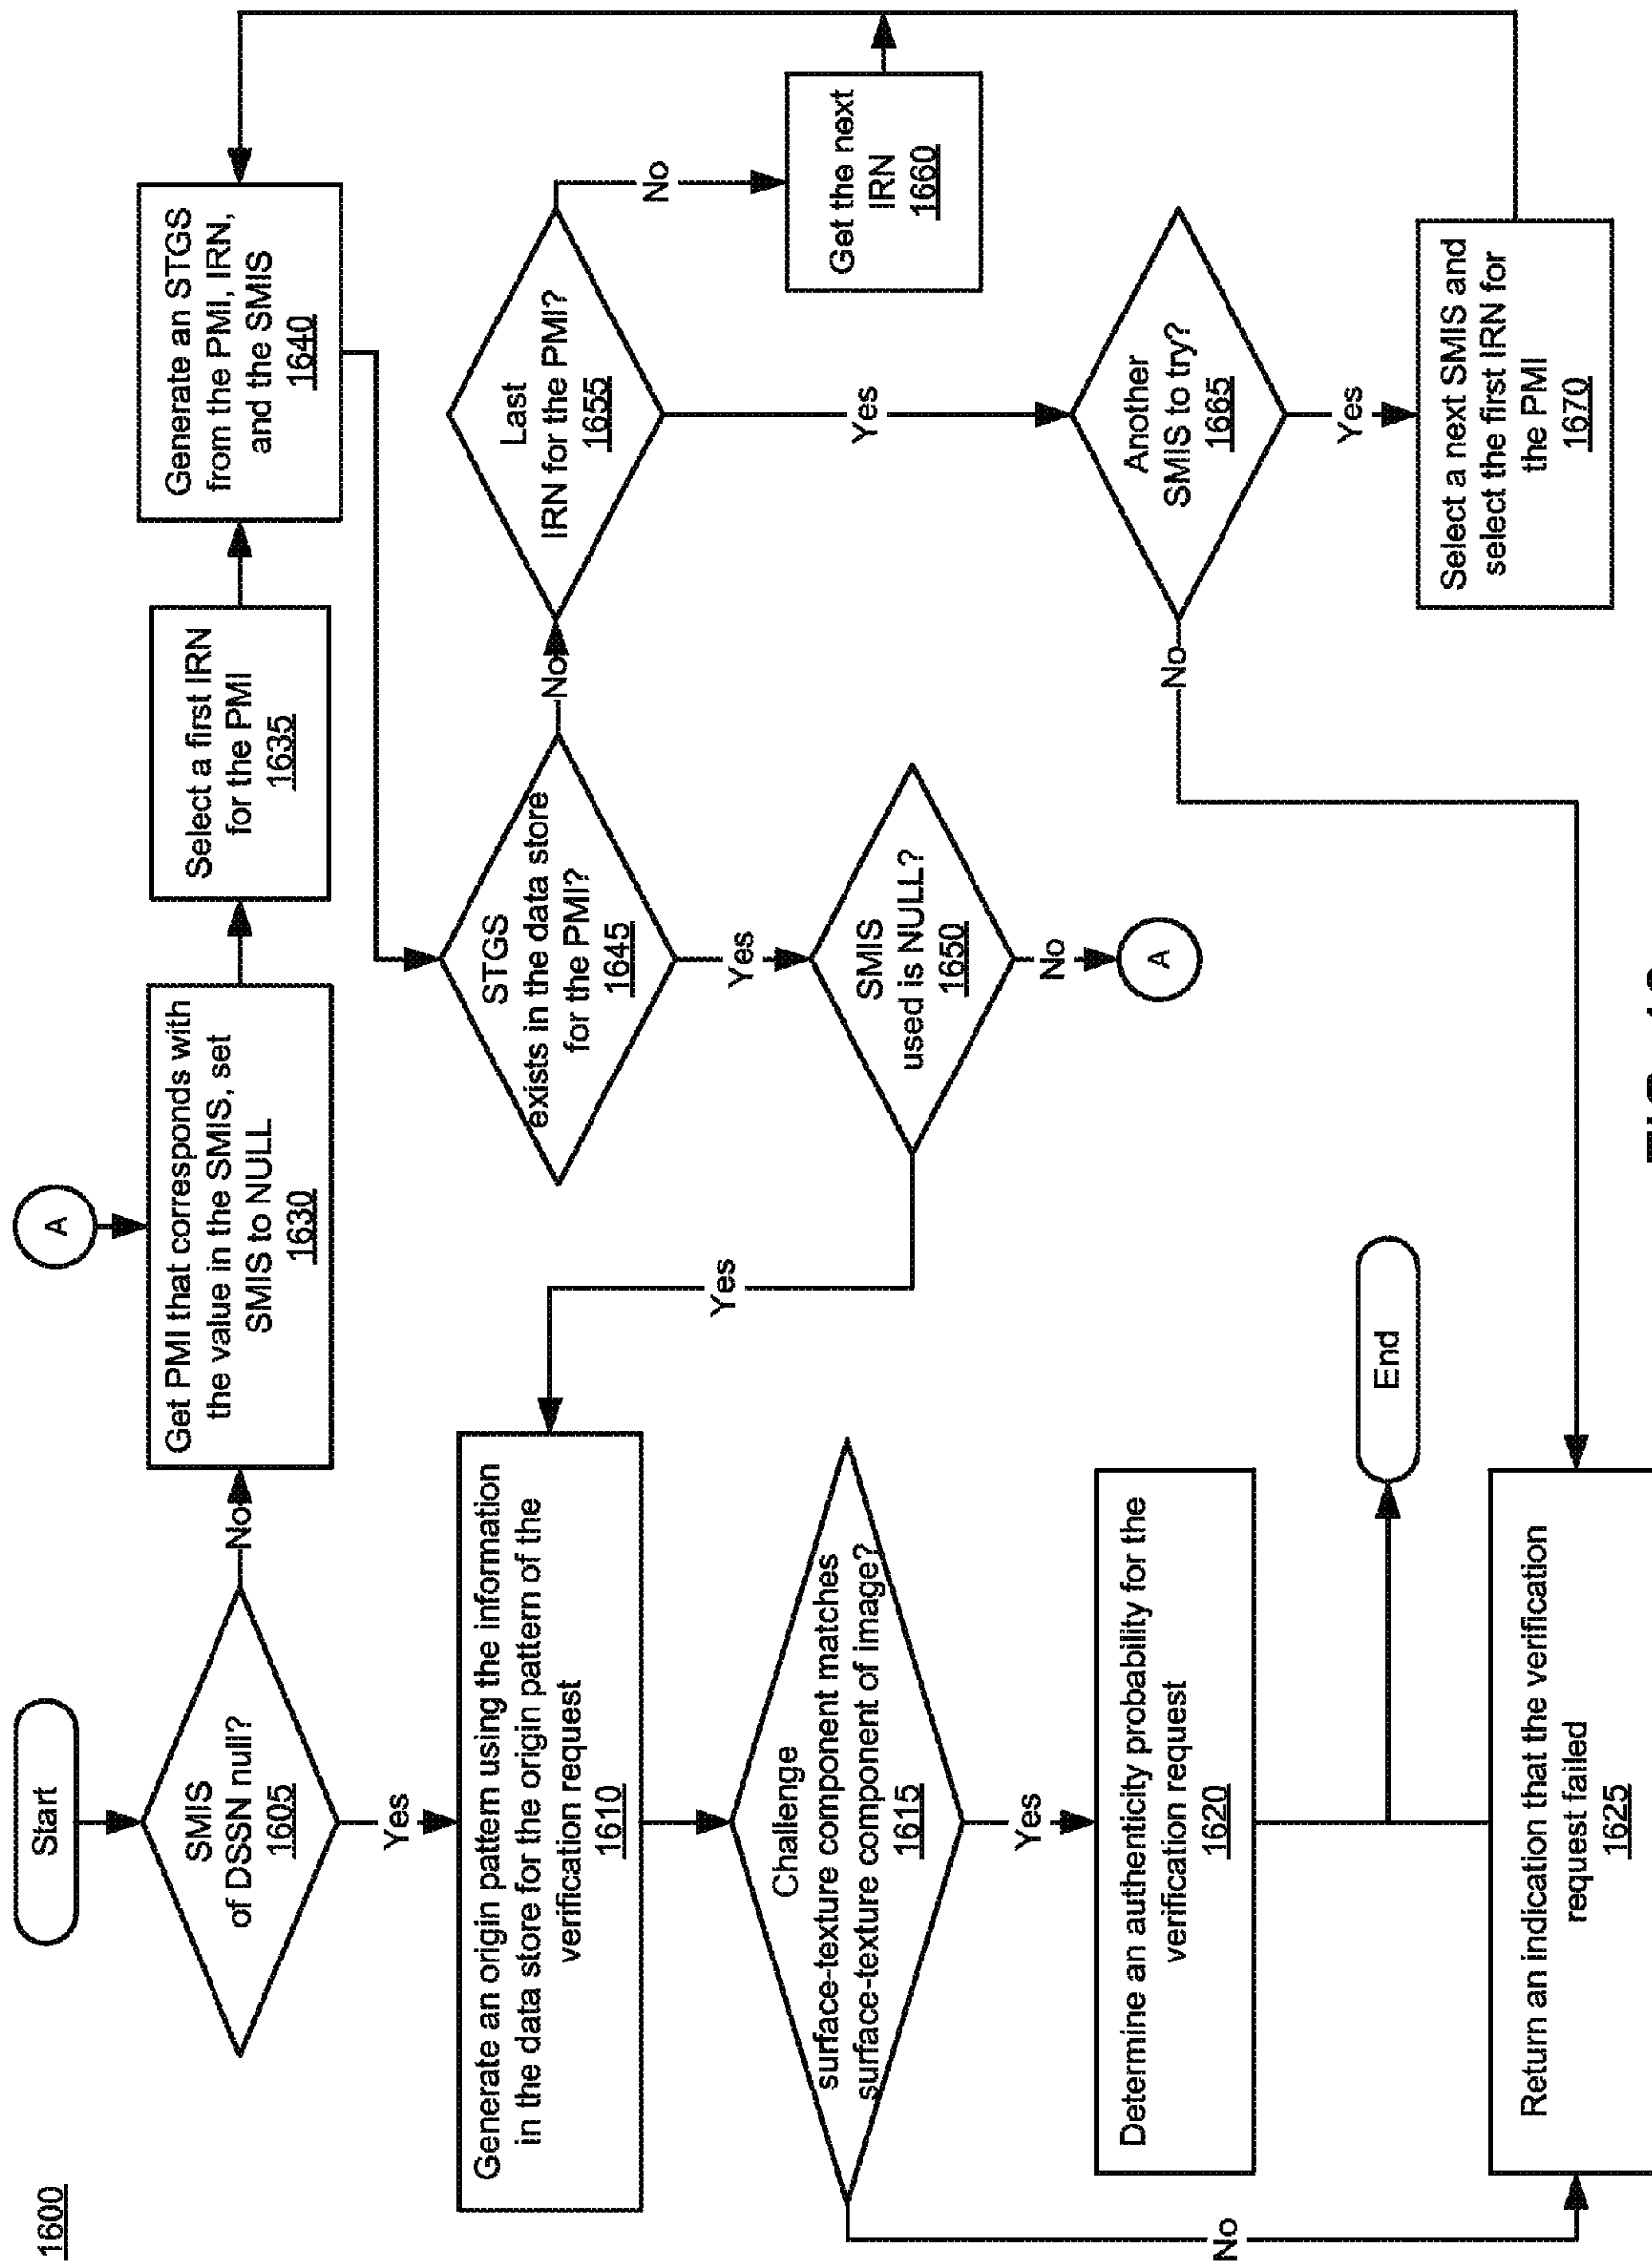 1600
Start
SMIS
of DSSN null?
1605
No
Yes
A
Get PMI that corresponds with
the value in the SMIS, set
SMIS to NULL
1630
Select a first IRN
for the PMI
1635
Generate an STGS
from the PMI, IRN,
and the SMIS
1640
Generate an origin pattern using the information
in the data store for the origin pattern of the
verification request
1610
Yes
STGS
exists in the data store
for the PMI?
1645
No
Yes
Last
IRN for the PMI?
1655
No
Yes
Get the next
IRN
1660
Challenge
surface-texture component matches
surface-texture component of image?
1615
Yes
No
SMIS
used is NULL?
1650
No
A
Another
SMIS to try?
1665
No
Yes
Determine an authenticity probability for the
verification request
1620
End
Select a next SMIS and
select the first IRN for
the PMI
1670
Return an indication that the verification
request failed
1625